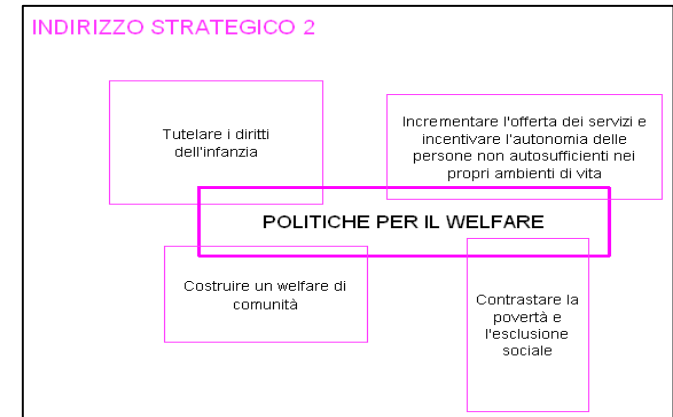 INDIRIZZO STRATEGICO 2
Tutelare i diritti
dell'infanzia
Incrementare l'offerta dei servizi e
incentivare l'autonomia delle
persone non autosufficienti nei
propri ambienti di vita
POLITICHE PER IL WELFARE
Costruire un welfare di
comunità
Contrastare la
povertà e
l'esclusione
sociale